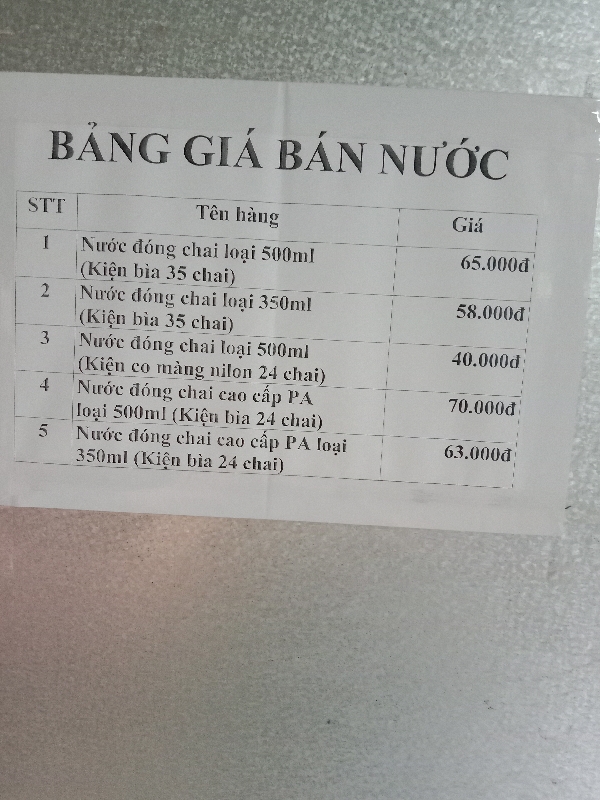 BẢNG GIÁ BÁN NƯỚC
STT Tên hàng Giá
1 Nước đóng chai loại 500ml
(Kiện bìa 35 chai) 65.000đ
2 Nước đóng chai loại 350ml
(Kiện bìa 35 chai) 58.000đ
3 Nước đóng chai loại 500ml
(Kiện co màng nilon 24 chai) 40.000đ
4 Nước đóng chai cao cấp PA
loại 500ml (Kiện bìa 24 chai) 70.000đ
5 Nước đóng chai cao cấp PA loại
350ml (Kiện bìa 24 chai) 63.000đ